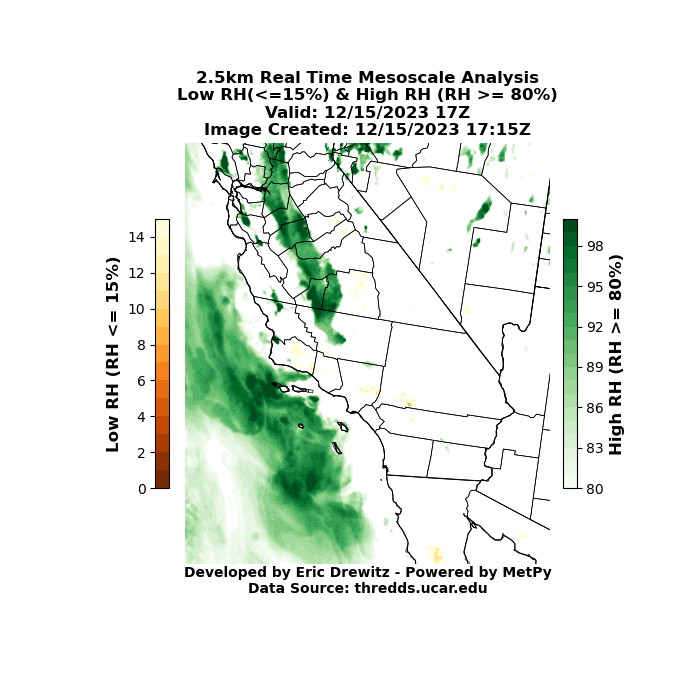 2.5km Real Time Mesoscale Analysis
Low RH(<=15%) & High RH (RH >= 80%)
Valid: 12/15/2023 17Z
Image Created: 12/15/2023 17:15Z
Low RH (RH <= 15%)
14
12
10
8
6
4
2
0
98
95
92
89
86
83
80
High RH (RH >= 80%)
Developed by Eric Drewitz - Powered by MetPy
Data Source: thredds.ucar.edu